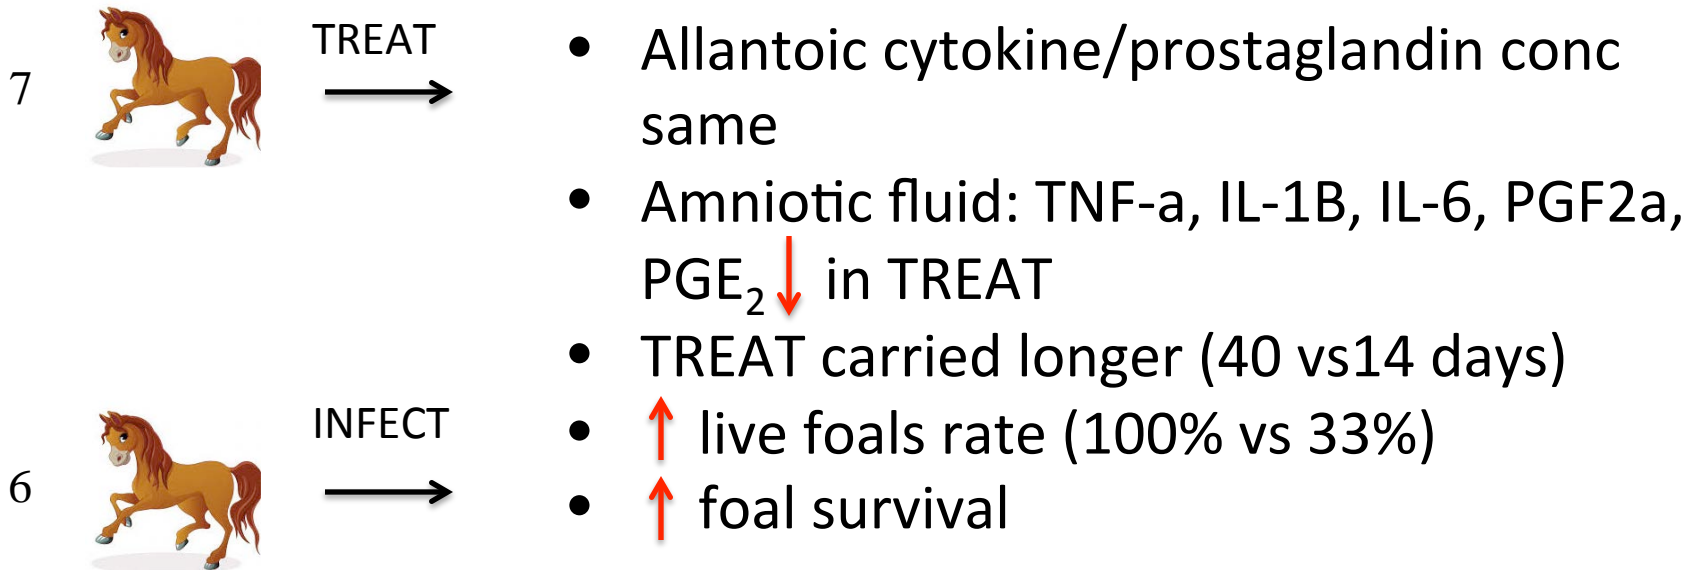 7
TREAT
• Allantoic cytokine/prostaglandin conc
same
• Amniotic fluid: TNF-a, IL-1B, IL-6, PGF2a,
PGE₂ ↓ in TREAT
• TREAT carried longer (40 vs14 days)
6
INFECT
• ↑ live foals rate (100% vs 33%)
• ↑ foal survival